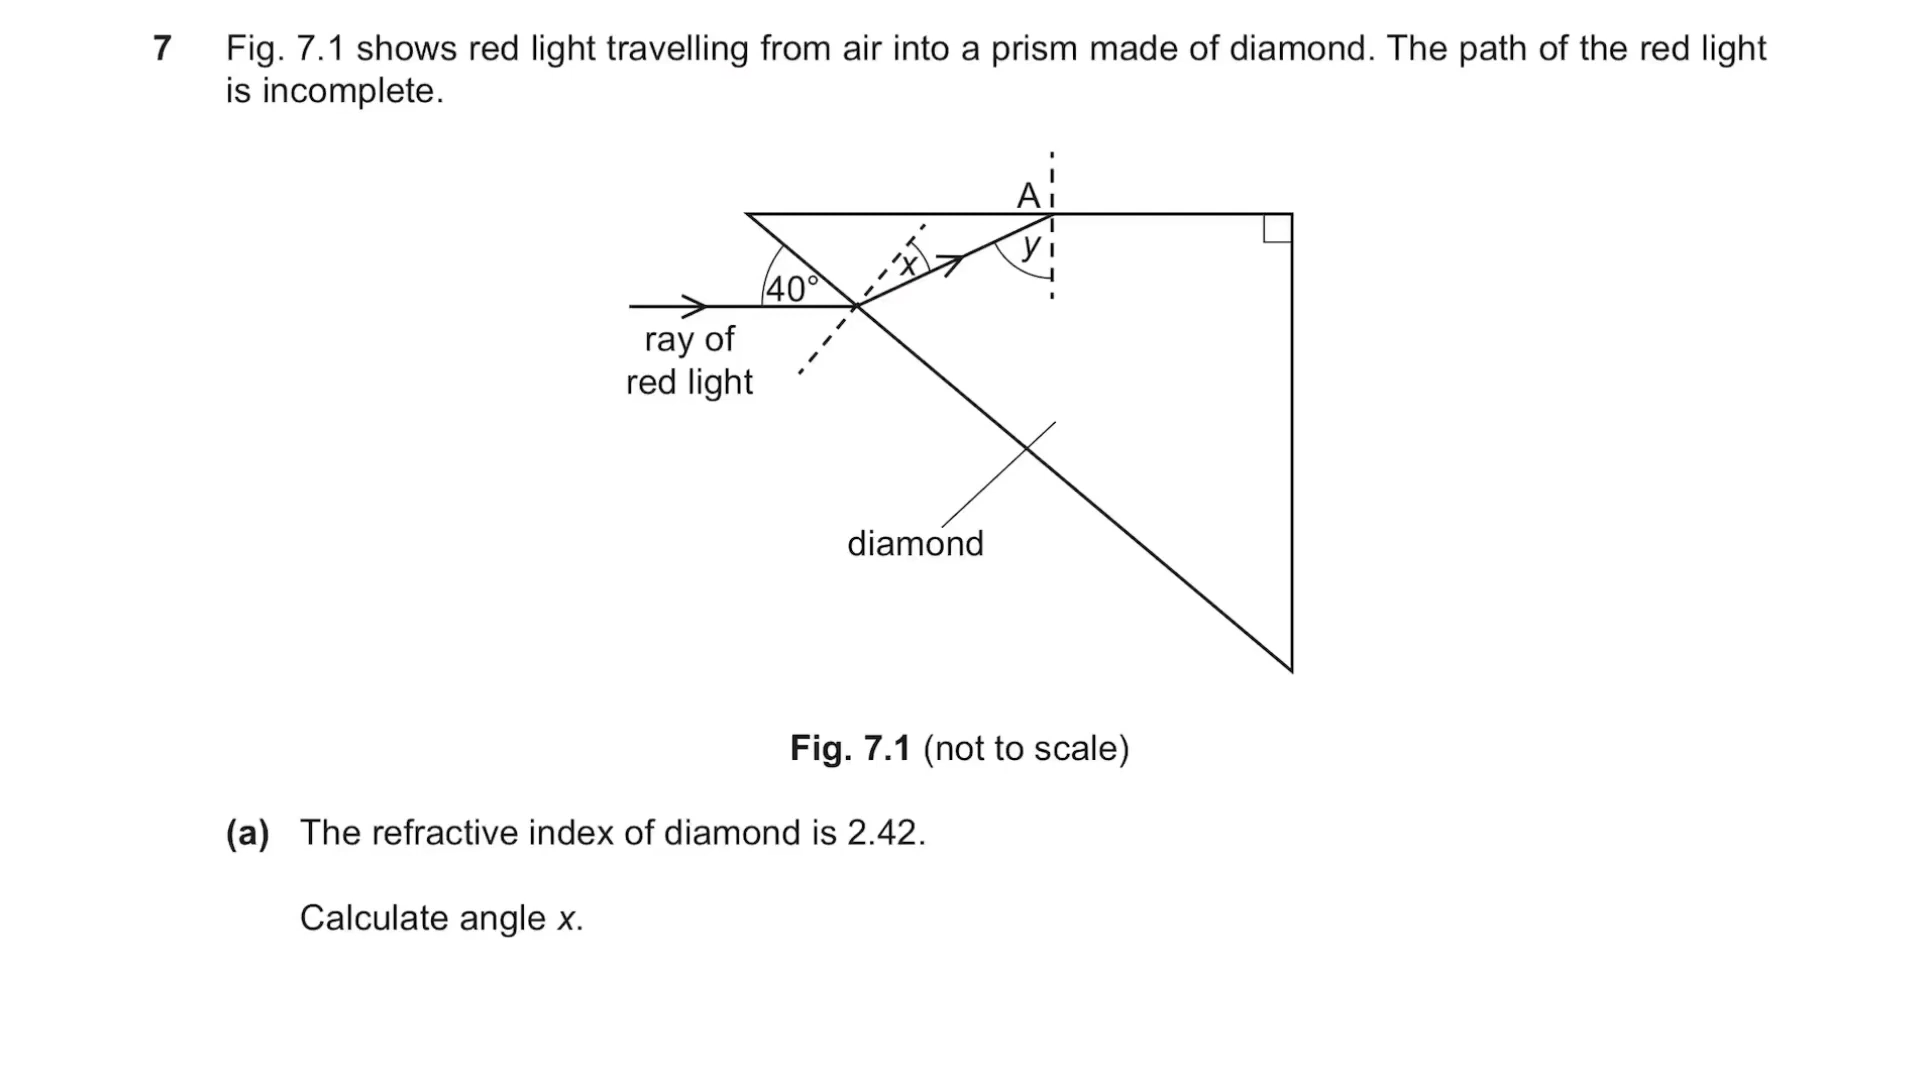 7 Fig. 7.1 shows red light travelling from air into a prism made of diamond. The path of the red light
is incomplete.
A
y
x
40°
ray of
red light
diamond
Fig. 7.1 (not to scale)
(a) The refractive index of diamond is 2.42.
Calculate angle x.